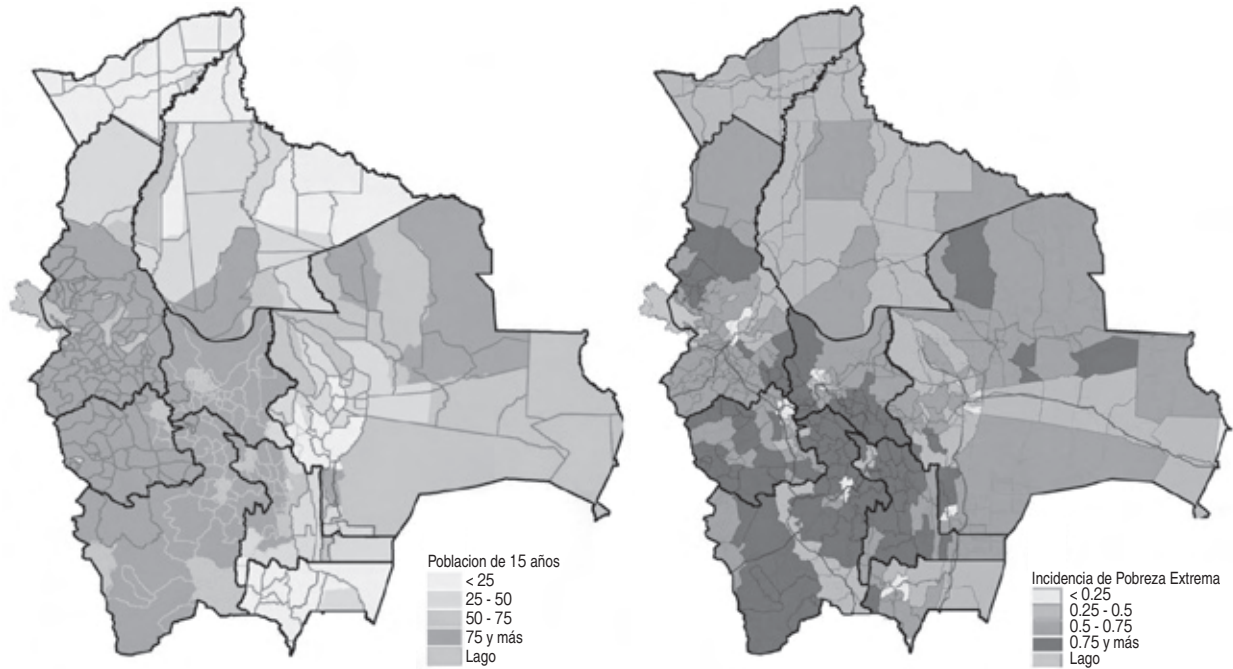 Poblacion de 15 años
< 25
25 - 50
50 - 75
75 y más
Lago
Incidencia de Pobreza Extrema
< 0.25
0.25 - 0.5
0.5 - 0.75
0.75 y más
Lago